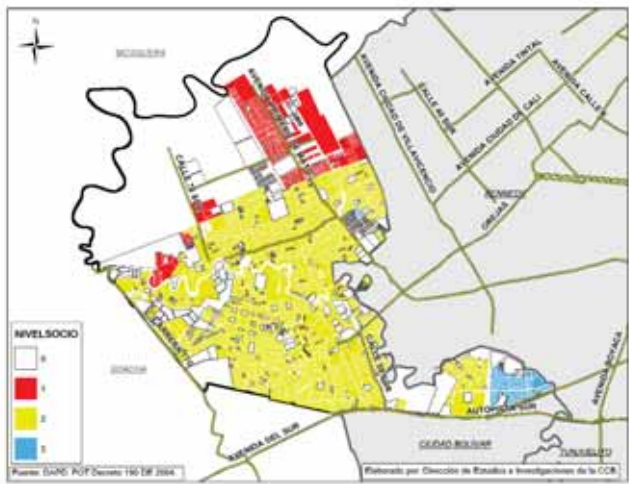 N
MOSQUERA
AVENIDA TINTAL
AVENIDA CALLE
CALLE 60 SUR
AVENIDA CIUDAD DE CALI
AVENIDA CIUDAD DE VILLAVICENCIO
KENNEDY
OREJAS
NIVELSOCIO
0
1
2
3
SOACHA
AVENIDA BOYACA
AUTOPISTA SUR
AVENIDA DEL SUR
CIUDAD BOLIVAR
TUNJUELITO
Fuente: DAPD. POT Decreto 190 DE 2004.
Elaborado por: Dirección de Estudios e Investigaciones de la CCB.